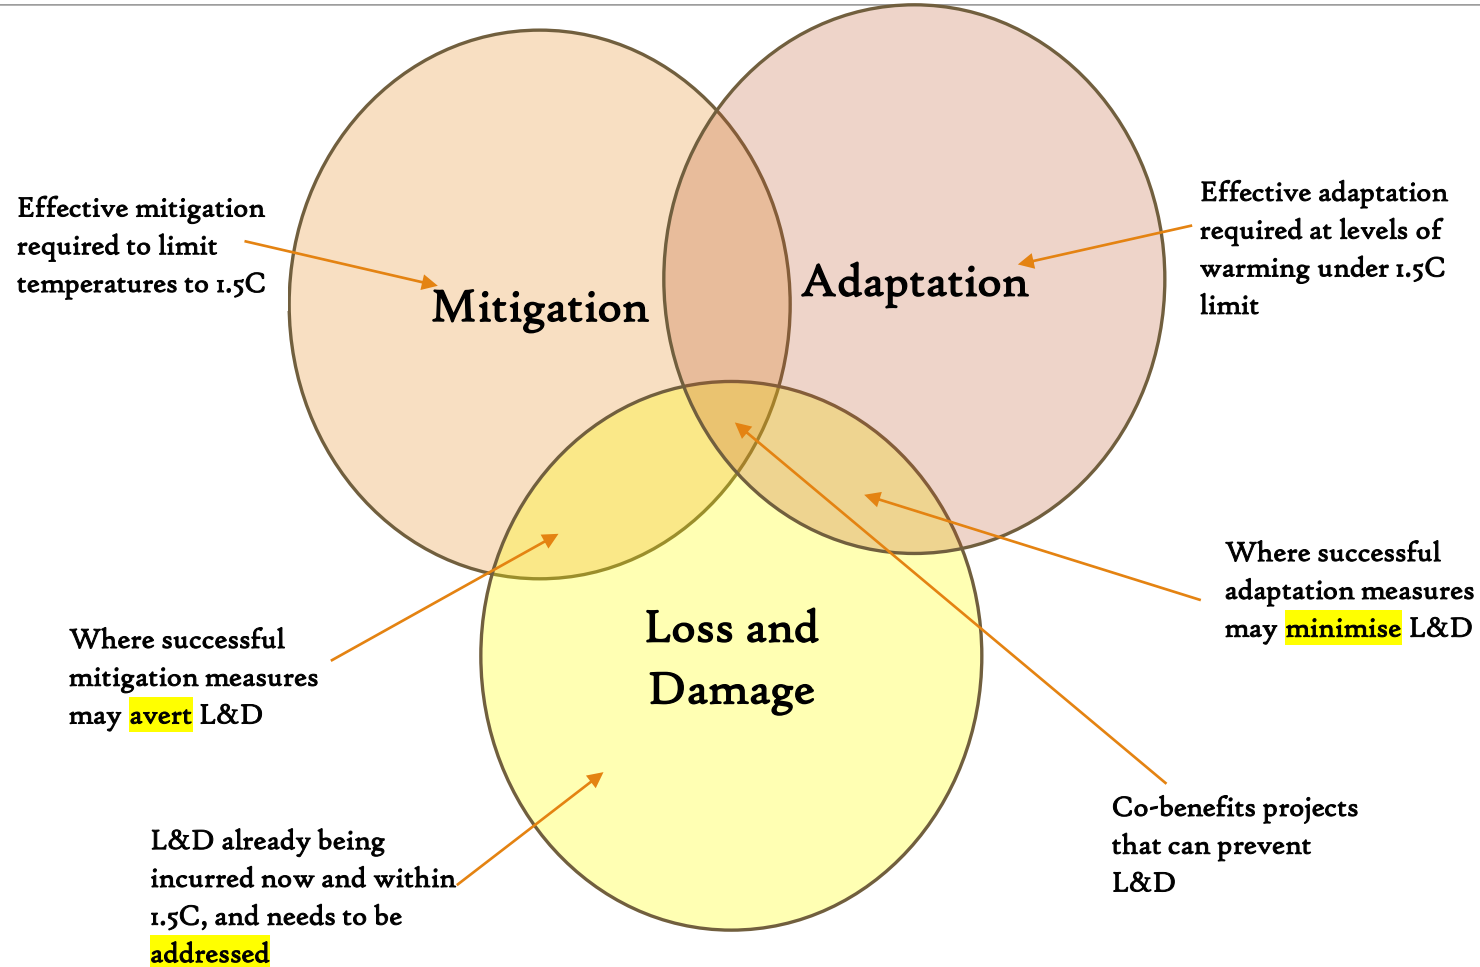 Effective mitigation
required to limit
temperatures to 1.5C
Mitigation
Adaptation
Effective adaptation
required at levels of
warming under 1.5C
limit
Where successful
mitigation measures
may avert L&D
Loss and
Damage
Where successful
adaptation measures
may minimise L&D
L&D already being
incurred now and within
1.5C, and needs to be
addressed
Co-benefits projects
that can prevent
L&D